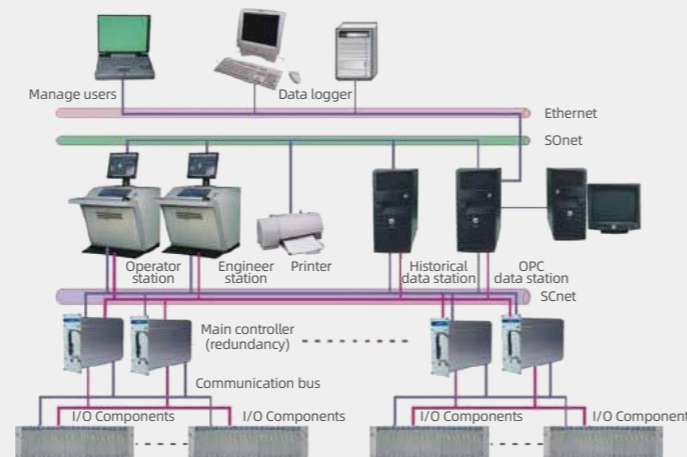 Manage users
Data logger
Ethernet
SOnet
Operator
station
Engineer
station
Printer
Historical
data station
OPC
data station
SCnet
Main controller
(redundancy)
Communication bus
I/O Components
I/O Components
I/O Components
I/O Component